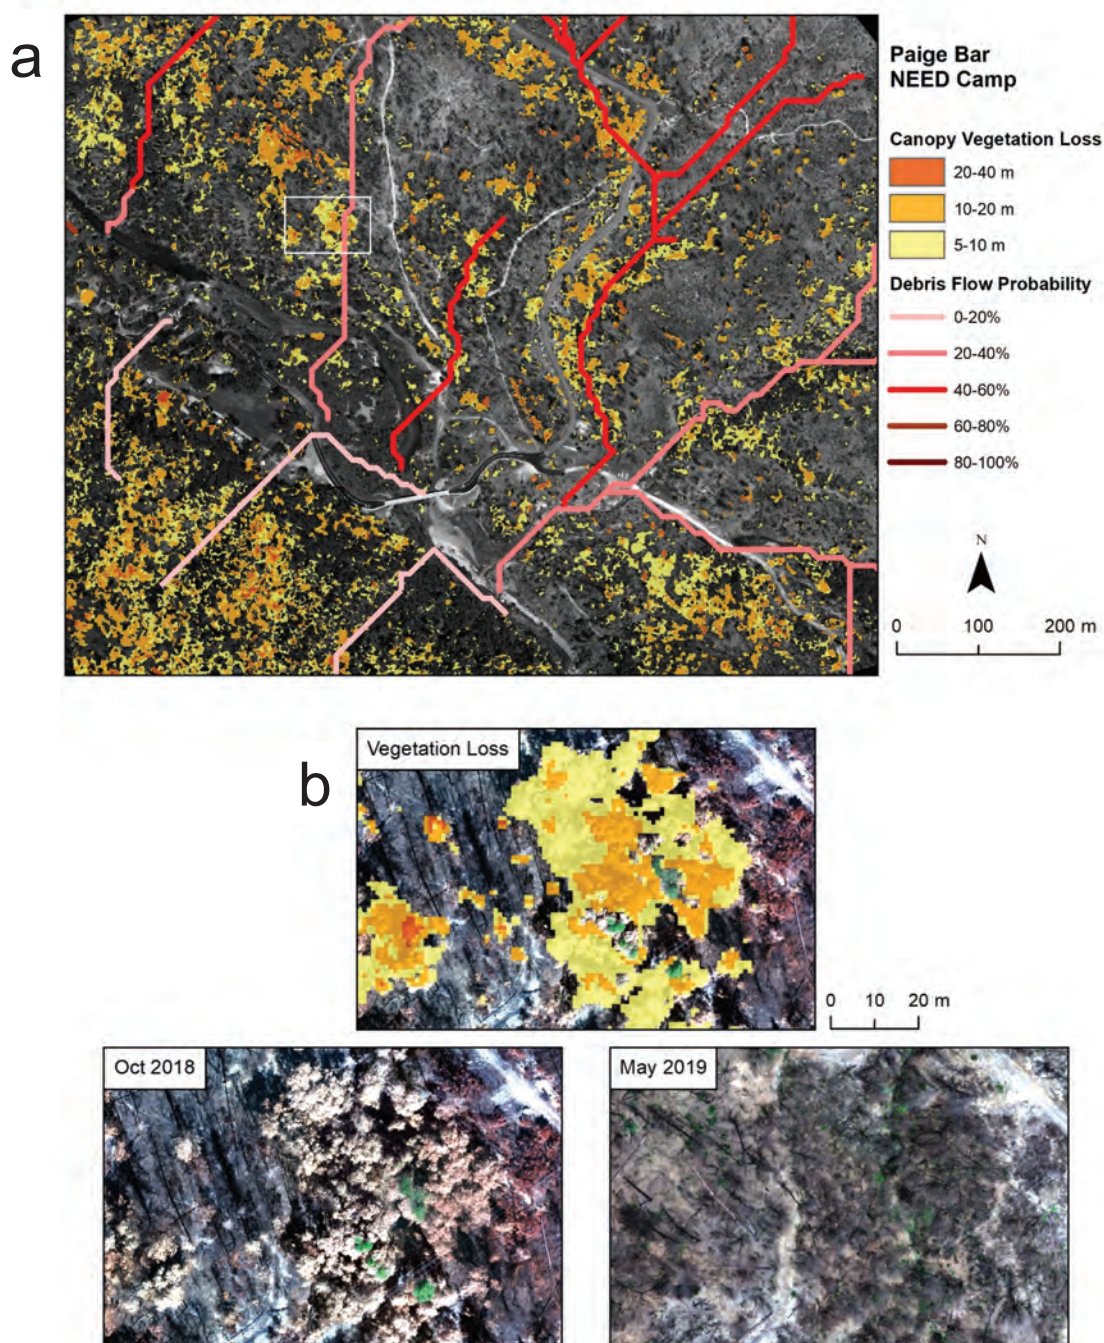 a
Paige Bar
NEED Camp
Canopy Vegetation Loss
20-40 m
10-20 m
5-10 m
Debris Flow Probability
0-20%
20-40%
40-60%
60-80%
80-100%
N
0 100 200 m
b
Vegetation Loss
0 10 20 m
Oct 2018
May 2019